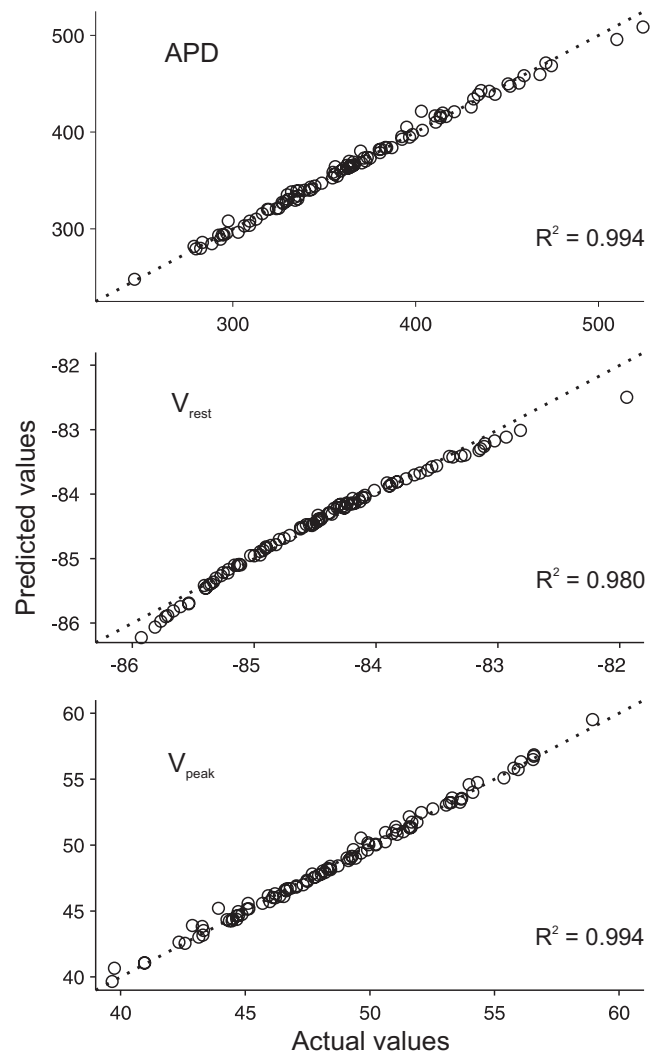 500
APD
400
300
R² = 0.994
300 400 500
-82
V_rest
-83
-84
Predicted values
-85
R² = 0.980
-86
-86 -85 -84 -83 -82
60
V_peak
55
50
45
R² = 0.994
40
40 45 50 55 60
Actual values